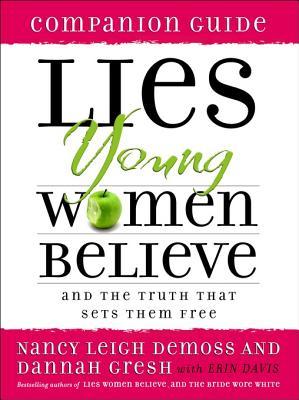 COMPANION GUIDE
LIES
Young
WOMEN
BELIEVE
AND THE TRUTH THAT
SETS THEM FREE
NANCY LEIGH DEMOSS AND
DANNAH GRESH with ERIN DAVIS
Bestselling authors of LIES WOMEN BELIEVE AND THE BRIDE WORE WHITE